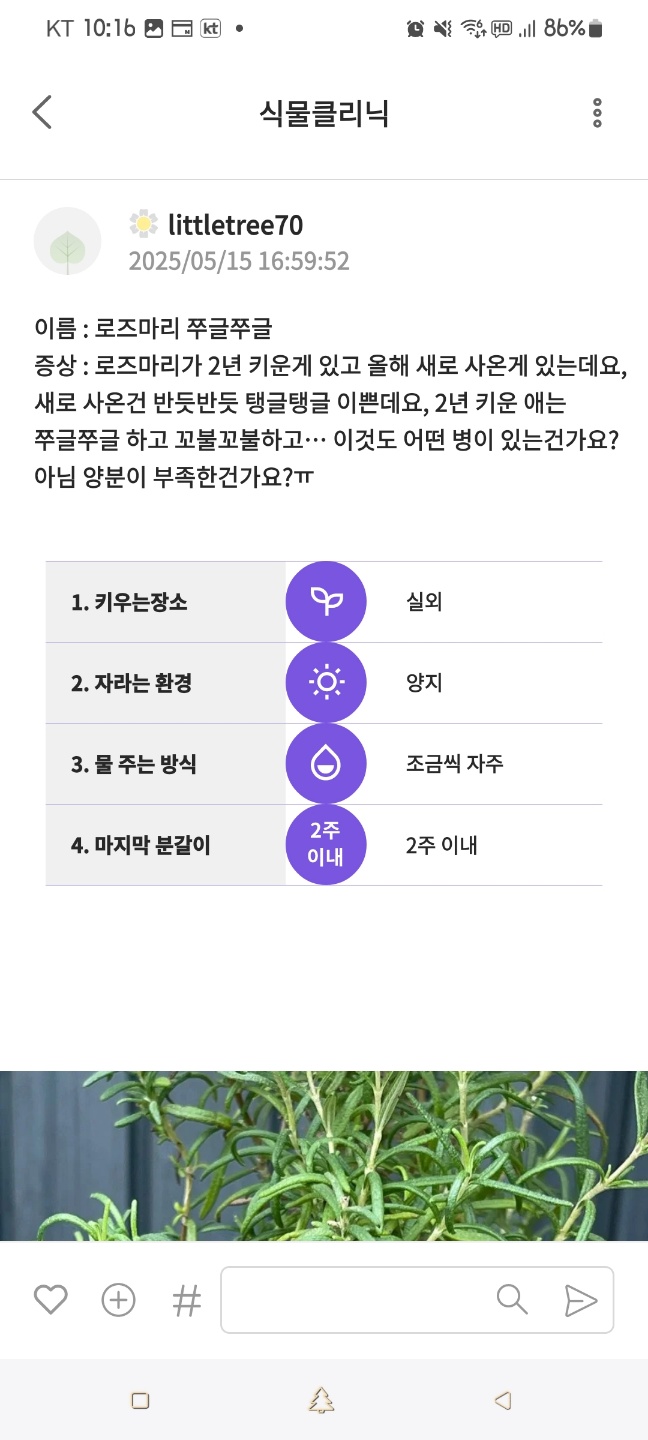 KT 10:16 kt HD 86%
식물클리닉
littletree70
2025/05/15 16:59:52
이름 : 로즈마리 쭈글쭈글
증상 : 로즈마리가 2년 키운게 있고 올해 새로 사온게 있는데요,
새로 사온건 반듯반듯 탱글탱글 이쁜데요, 2년 키운 애는
쭈글쭈글 하고 꼬불꼬불하고… 이것도 어떤 병이 있는건가요?
아님 양분이 부족한건가요?ㅠ
1. 키우는장소 실외
2. 자라는 환경 양지
3. 물 주는 방식 조금씩 자주
4. 마지막 분갈이 2주 이내 2주 이내